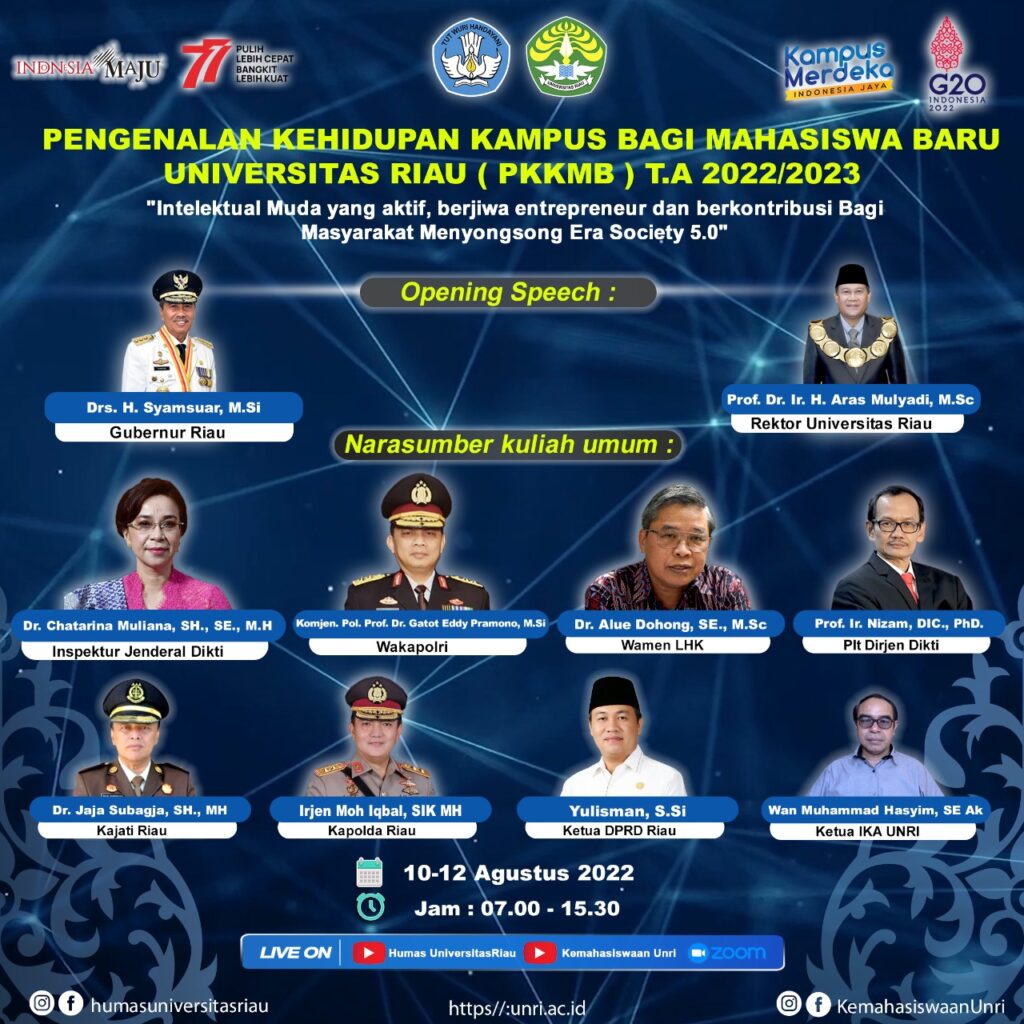 INDONESIA MAJU
77
PULIH
LEBIH CEPAT
BANGKIT
LEBIH KUAT
TUT WURI HANDAYANI
UNIVERSITAS RIAU
Kampus
Merdeka
INDONESIA JAYA
G20
INDONESIA
2022
PENGENALAN KEHIDUPAN KAMPUS BAGI MAHASISWA BARU
UNIVERSITAS RIAU ( PKKMB ) T.A 2022/2023
"Intelektual Muda yang aktif, berjiwa entrepreneur dan berkontribusi Bagi
Masyarakat Menyongsong Era Society 5.0"
Opening Speech :
Drs. H. Syamsuar, M.Si
Gubernur Riau
Prof. Dr. Ir. H. Aras Mulyadi, M.Sc
Rektor Universitas Riau
Narasumber kuliah umum :
Dr. Chatarina Muliana, SH., SE., M.H
Inspektur Jenderal Dikti
Komjen. Pol. Prof. Dr. Gatot Eddy Pramono, M.Si
Wakapolri
Dr. Alue Dohong, SE., M.Sc
Wamen LHK
Prof. Ir. Nizam, DIC., PhD.
Plt Dirjen Dikti
Dr. Jaja Subagja, SH., MH
Kajati Riau
Irjen Moh Iqbal, SIK MH
Kapolda Riau
Yulisman, S.Si
Ketua DPRD Riau
Wan Muhammad Hasyim, SE Ak
Ketua IKA UNRI
10-12 Agustus 2022
Jam : 07.00 - 15.30
LIVE ON Humas UniversitasRiau Kemahasiswaan Unri zoom
humasuniversitasriau https//:unri.ac.id KemahasiswaanUnri